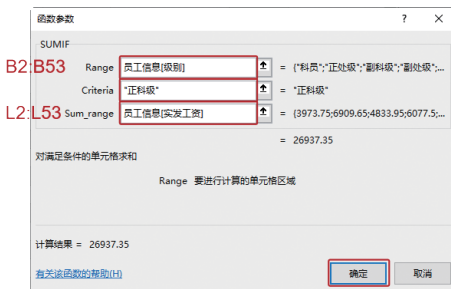 函数参数 ? ×
SUMIF
B2:B53 Range 员工信息[级别] = {"科员";"正处级";"副科级";"副处级";...
Criteria "正科级" = "正科级"
L2:L53 Sum_range 员工信息[实发工资] = {3973.75;6909.65;4833.95;6077.5;...
= 26937.35
对满足条件的单元格求和
Range 要进行计算的单元格区域
计算结果 = 26937.35
有关该函数的帮助(H) 确定 取消